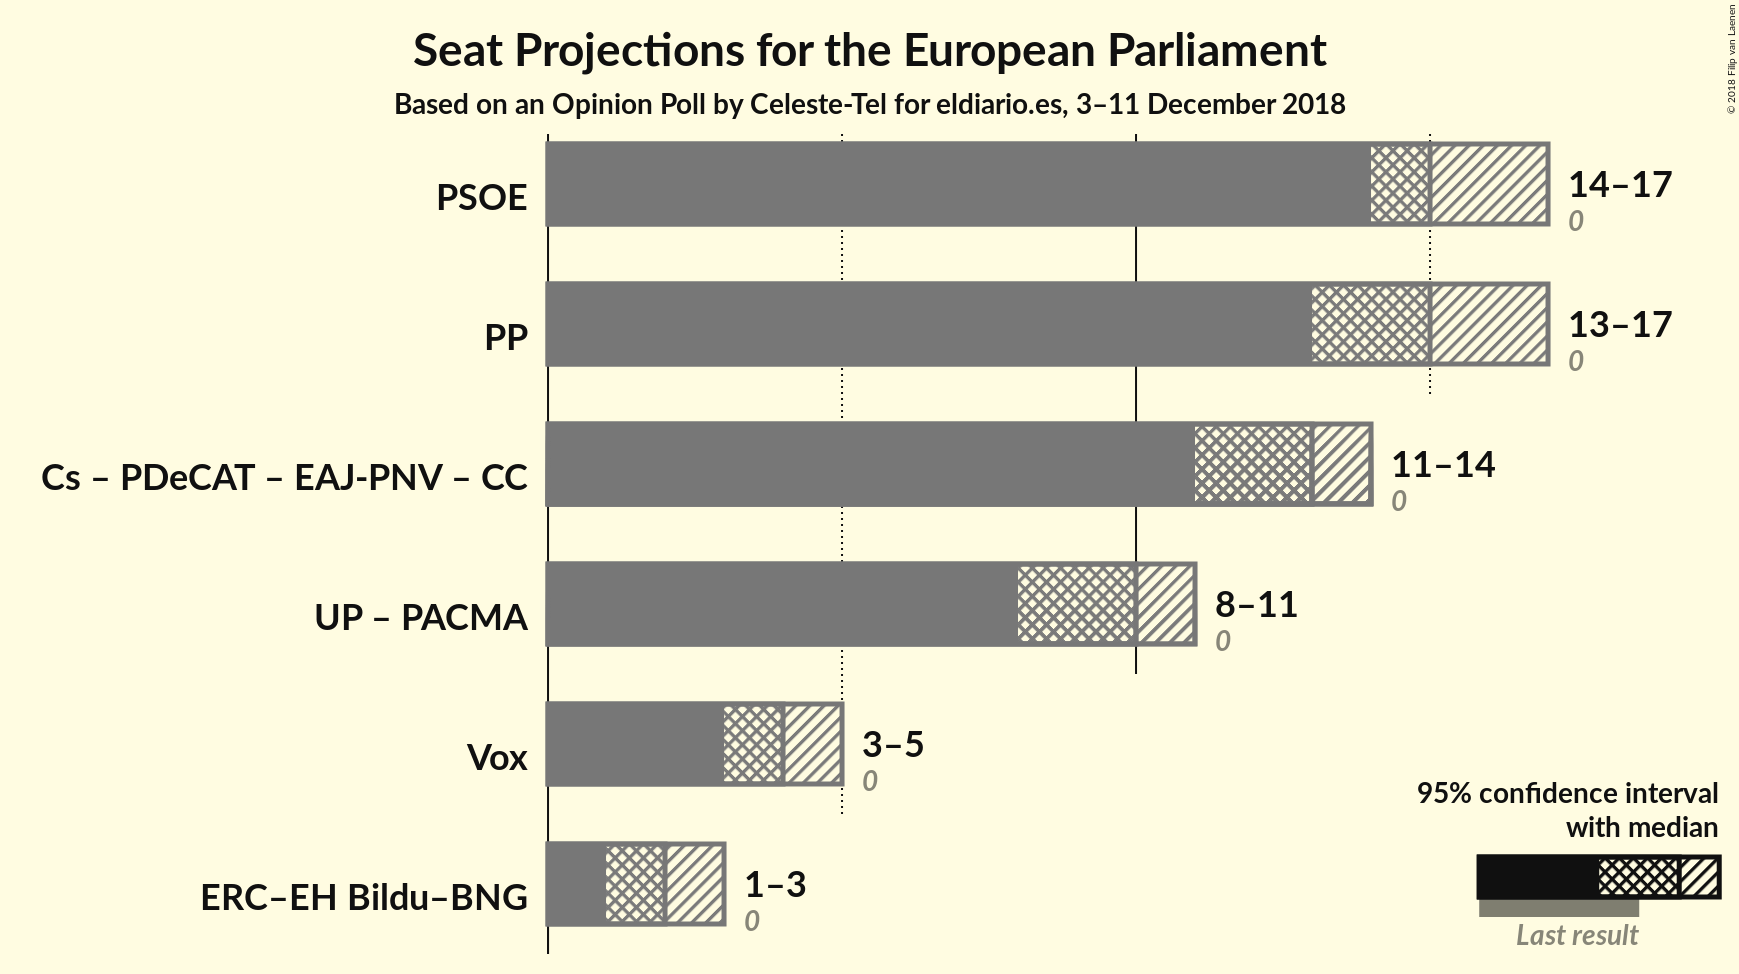 Seat Projections for the European Parliament
Based on an Opinion Poll by Celeste-Tel for eldiario.es, 3–11 December 2018
© 2018 Filip van Laenen
PSOE
14–17
0
PP
13–17
0
Cs – PDeCAT – EAJ-PNV – CC
11–14
0
UP – PACMA
8–11
0
Vox
3–5
0
ERC–EH Bildu–BNG
1–3
0
95% confidence interval
with median
Last result